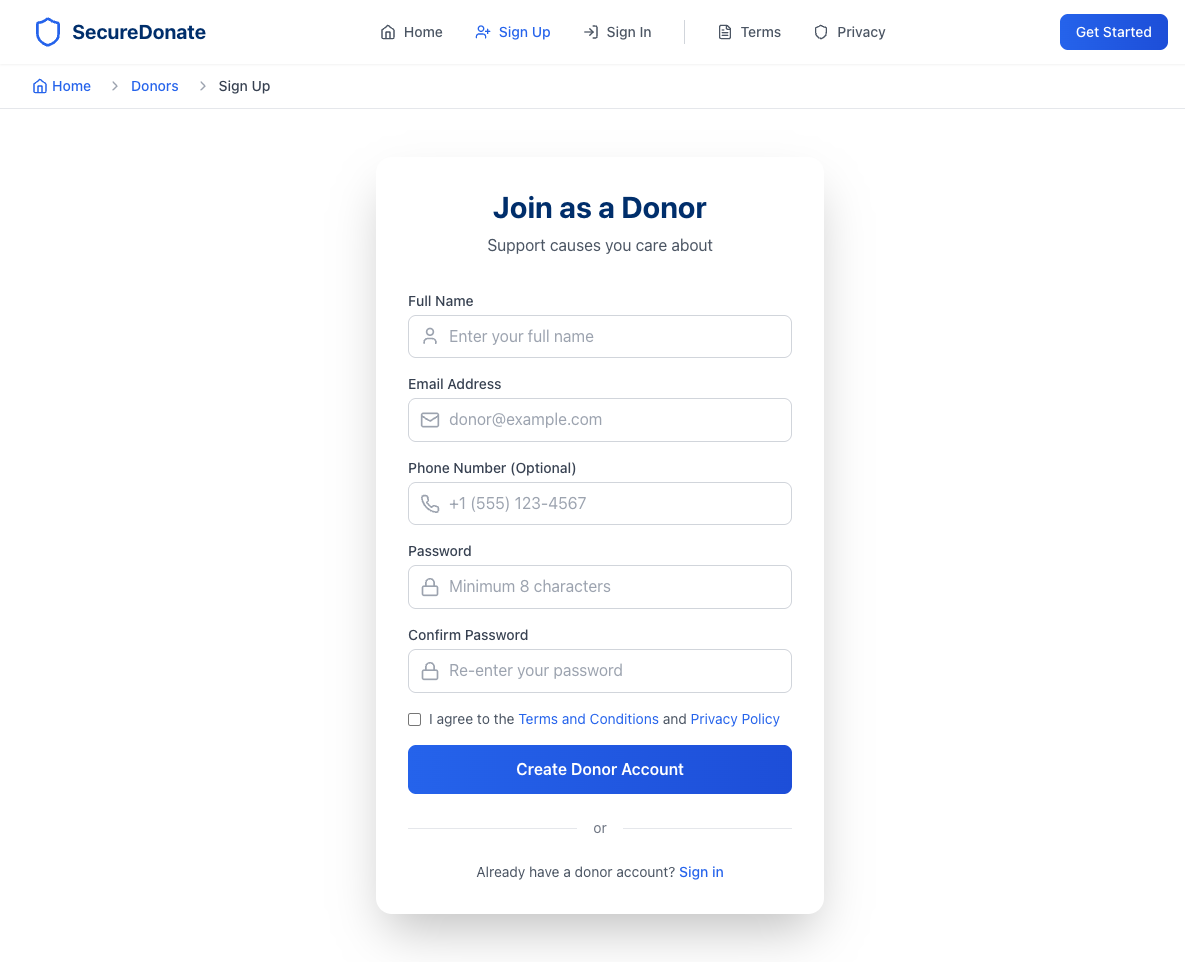 SecureDonate
Home
Sign Up
Sign In
Terms
Privacy
Get Started
Home
Donors
Sign Up
Join as a Donor
Support causes you care about
Full Name
Enter your full name
Email Address
donor@example.com
Phone Number (Optional)
+1 (555) 123-4567
Password
Minimum 8 characters
Confirm Password
Re-enter your password
I agree to the Terms and Conditions and Privacy Policy
Create Donor Account
or
Already have a donor account? Sign in